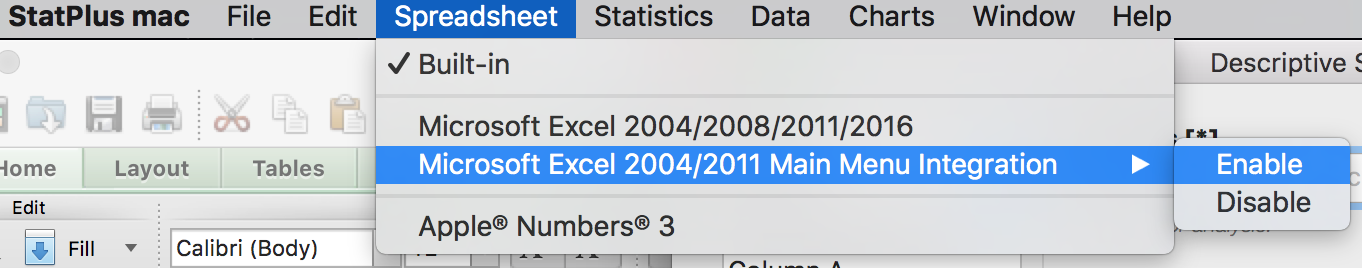 StatPlus mac File Edit Spreadsheet Statistics Data Charts Window Help
✓ Built-in
Descriptive S
Microsoft Excel 2004/2008/2011/2016
[*]
Home Layout Tables
Microsoft Excel 2004/2011 Main Menu Integration ▶
Enable
Disable
Edit
Apple® Numbers® 3
analysis.
Fill
Calibri (Body)
Column A